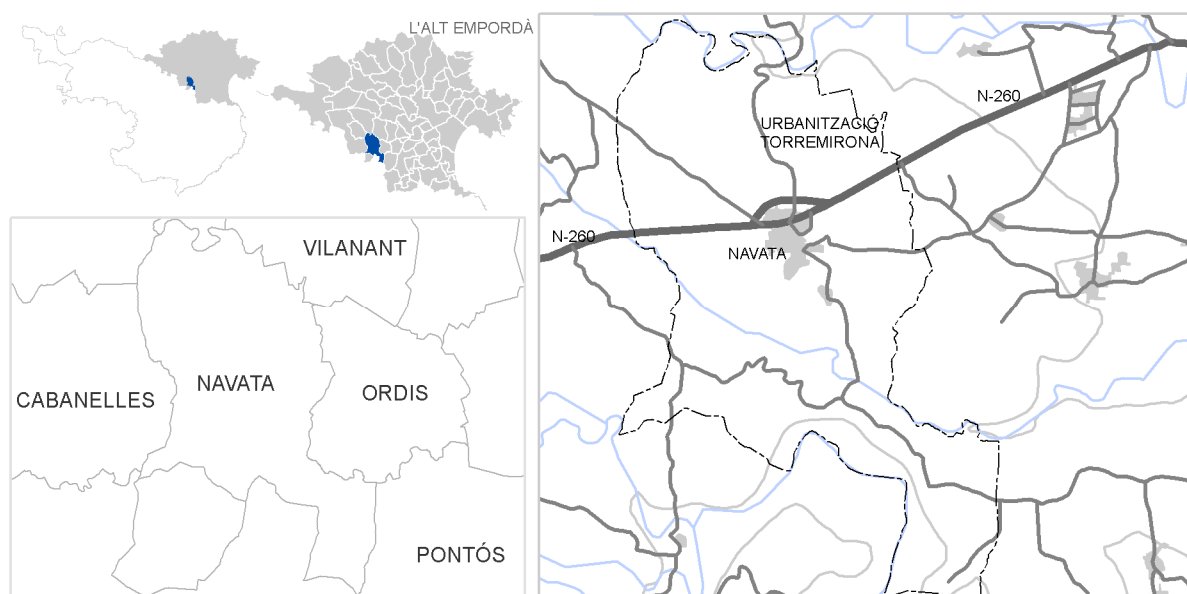 L'ALT EMPORDÀ
VILANANT
CABANELLES
NAVATA
ORDIS
PONTÓS
N-260
URBANITZACIÓ
TORREMIRONA
N-260
NAVATA